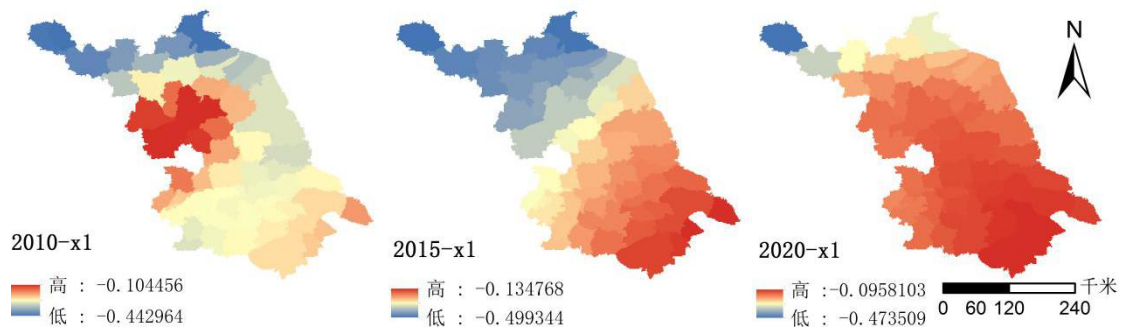 N
2010-x1
高 : -0.104456
低 : -0.442964
2015-x1
高 : -0.134768
低 : -0.499344
2020-x1
高 :-0.0958103
低 : -0.473509
千米
0 60 120 240